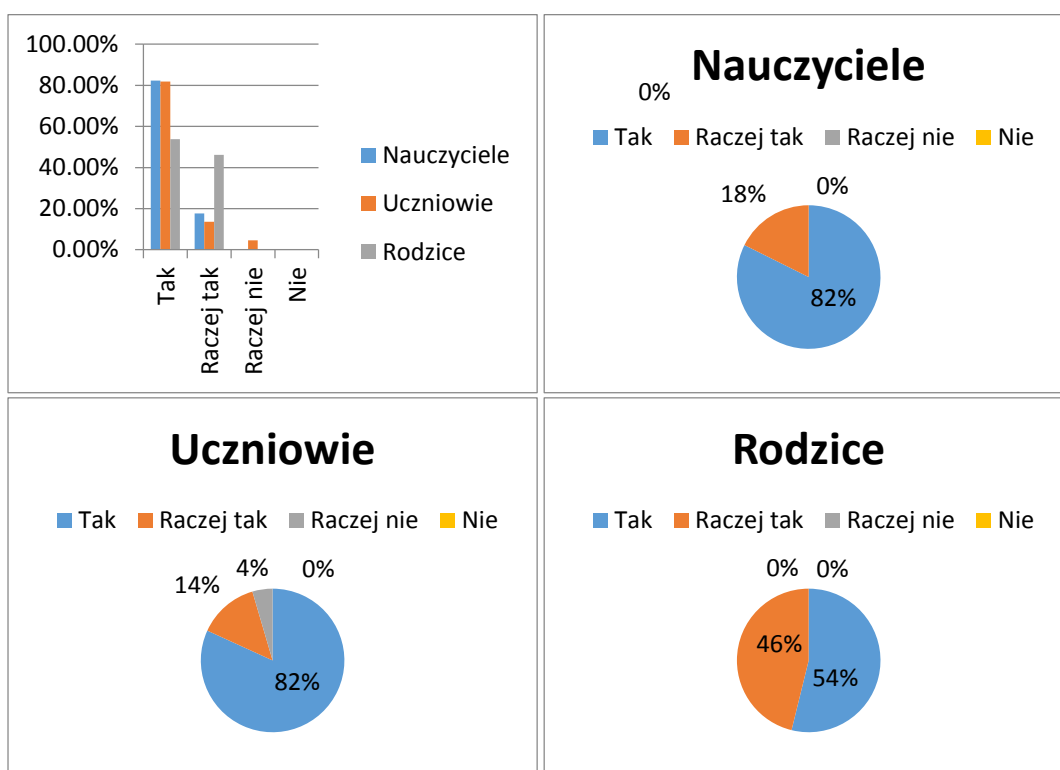 100.00%
80.00%
60.00%
40.00%
20.00%
0.00%
Tak
Raczej tak
Raczej nie
Nie
Nauczyciele
Uczniowie
Rodzice
Nauczyciele
0%
Tak Raczej tak Raczej nie Nie
18% 0%
82%
Uczniowie
Tak Raczej tak Raczej nie Nie
4% 0%
14%
82%
Rodzice
Tak Raczej tak Raczej nie Nie
0% 0%
46%
54%